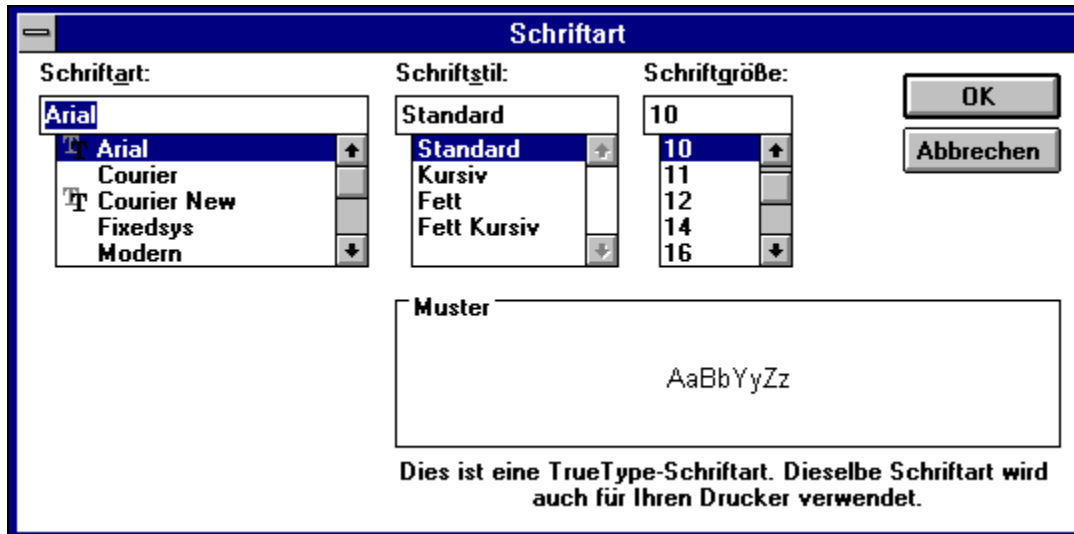 Schriftart
Schriftart: Schriftstil: Schriftgröße:
Arial Standard 10 OK
Arial Standard 10 Abbrechen
Courier Kursiv 11
Courier New Fett 12
Fixedsys Fett Kursiv 14
Modern 16
Muster
AaBbYyZz
Dies ist eine TrueType-Schriftart. Dieselbe Schriftart wird
auch für Ihren Drucker verwendet.